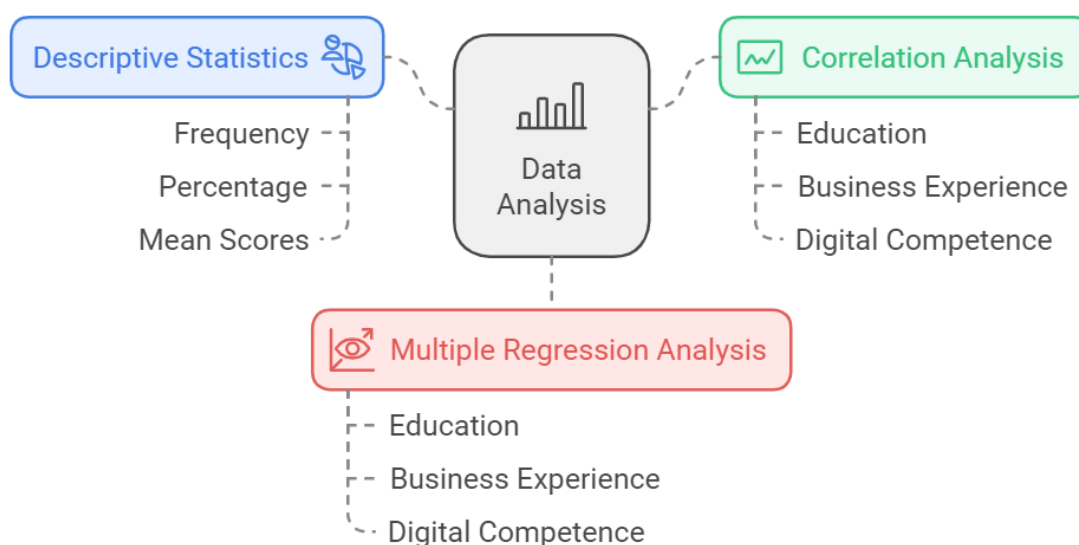 Descriptive Statistics
Frequency
Percentage
Mean Scores
Data
Analysis
Correlation Analysis
Education
Business Experience
Digital Competence
Multiple Regression Analysis
Education
Business Experience
Digital Competence